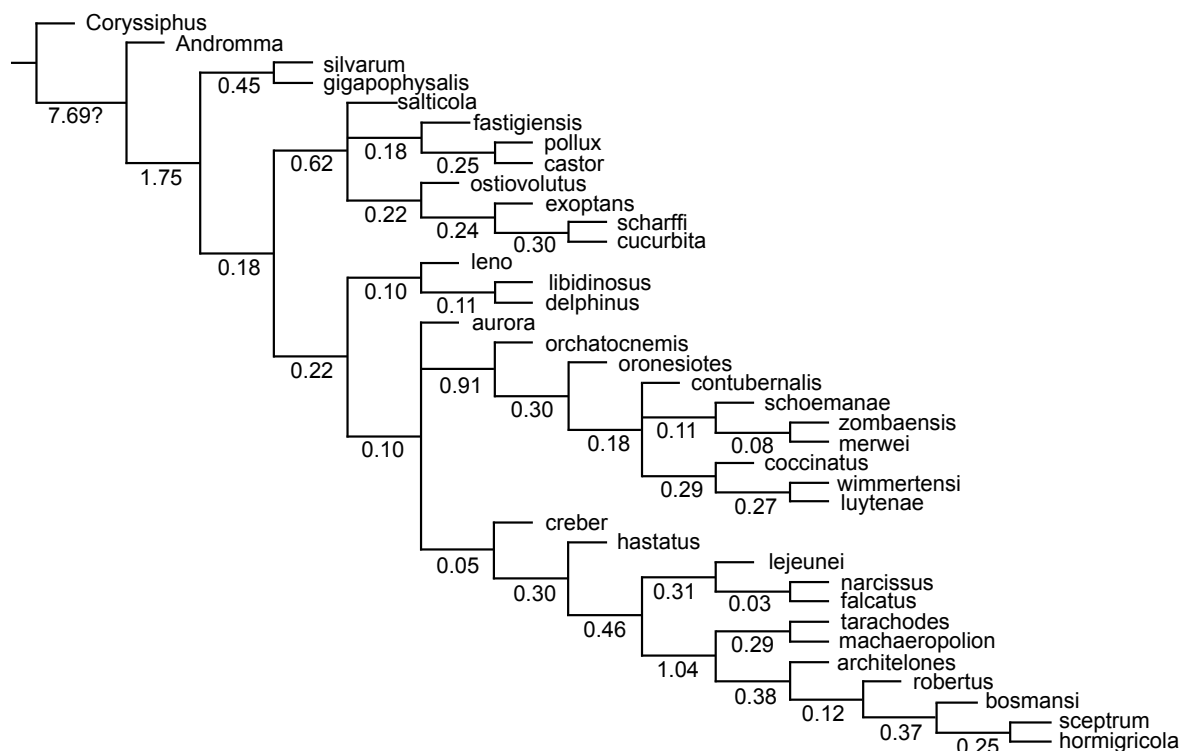 Coryssiphus
Andromma
silvarum
0.45
gigapophysalis
7.69?
salticola
fastigiensis
0.18
pollux
0.62
0.25
castor
1.75
ostiovolutus
exoptans
0.22
scharffi
0.24
0.30
cucurbita
0.18
leno
libidinosus
0.10
0.11
delphinus
aurora
orchatocnemis
0.22
oronesiotes
0.91
contubernalis
0.30
schoemanae
zombaensis
0.11
0.08
merwei
0.10
0.18
coccinatus
wimmertensi
0.29
0.27
luytenae
creber
hastatus
0.05
lejeunei
0.30
0.31
narcissus
0.03
falcatus
0.46
tarachodes
0.29
machaeropolion
1.04
architelones
0.38
robertus
0.12
bosmansi
0.37
sceptrum
0.25
hormigricola